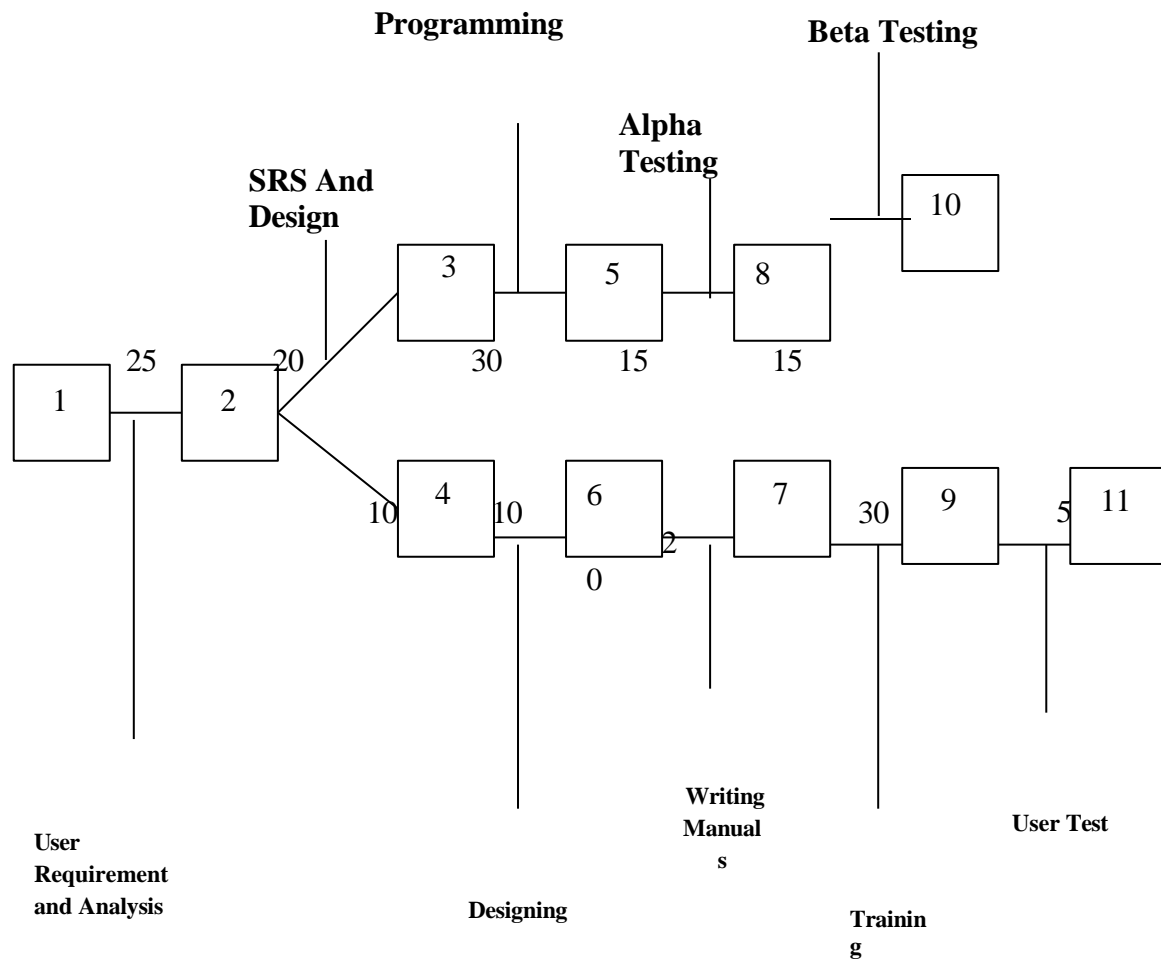 Programming
Beta Testing
Alpha
Testing
SRS And
Design
10
3
5
8
25
20
30
15
15
1
2
4
6
7
9
11
10
10
2
0
30
5
Writing
Manual
s
User Test
User
Requirement
and Analysis
Designing
Trainin
g